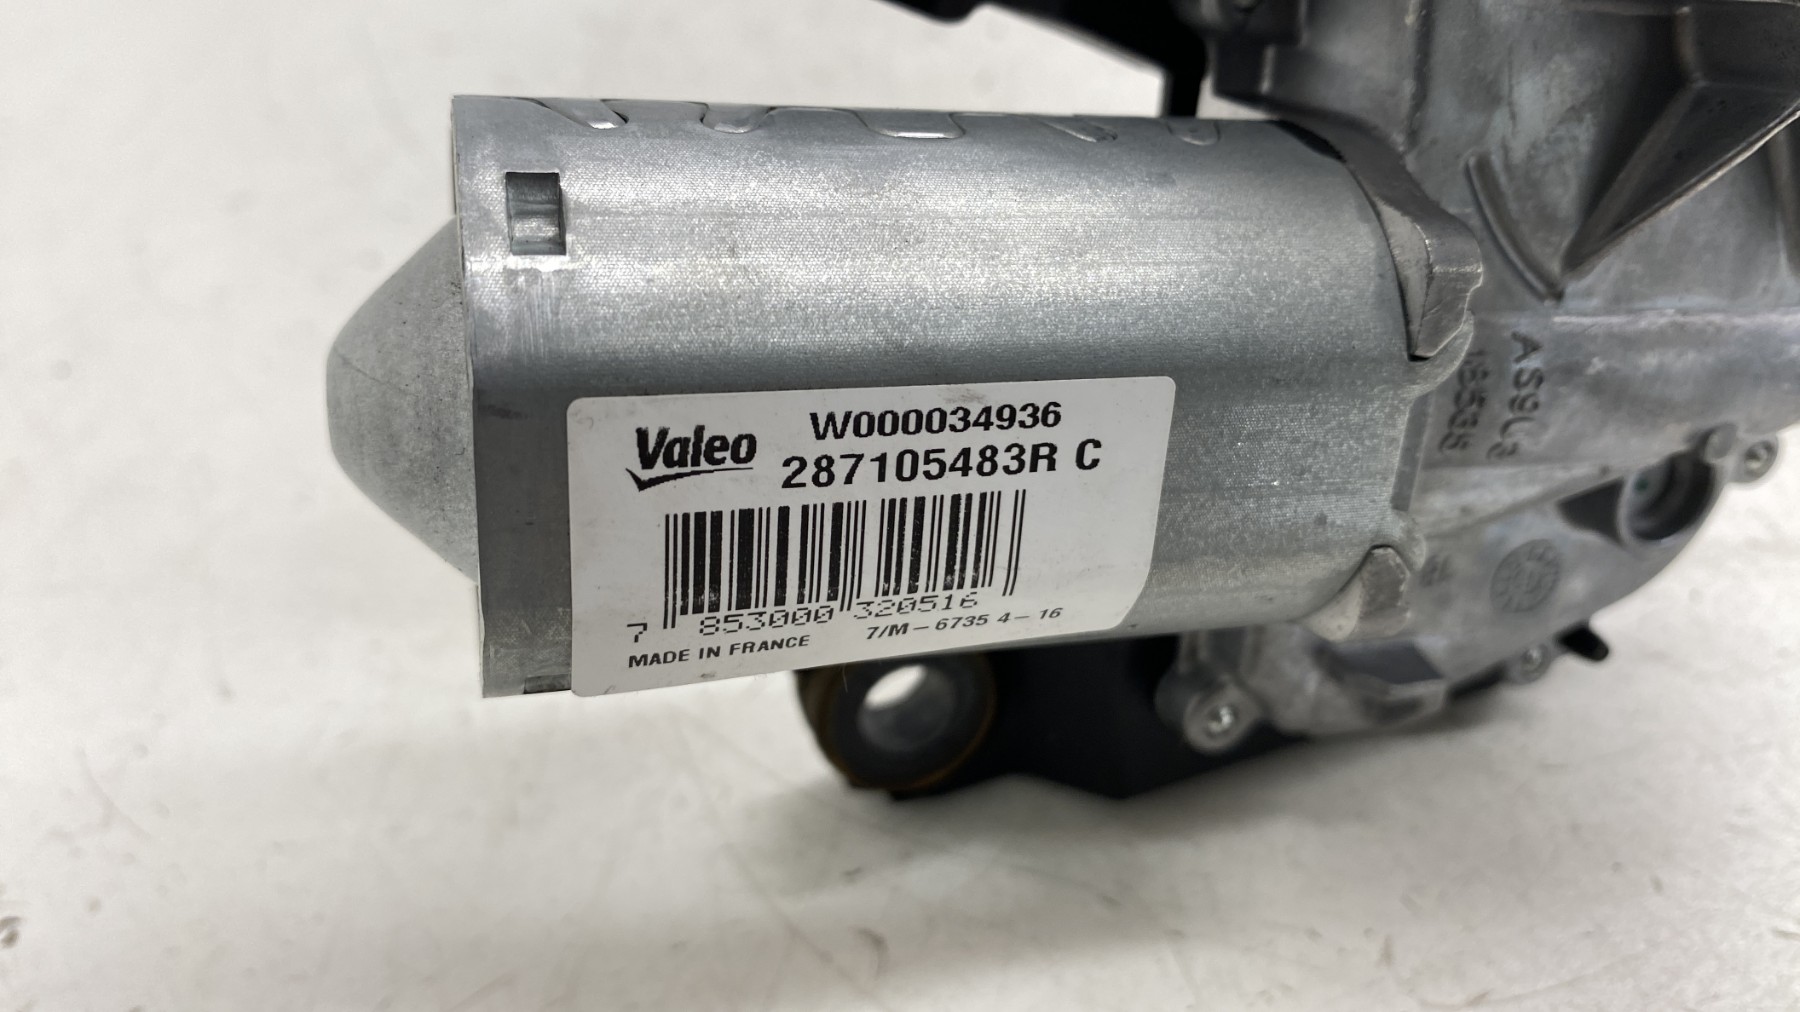 Valeo
W000034936
287105483R C
7 853000 320516
MADE IN FRANCE 7/M-6735 4-16